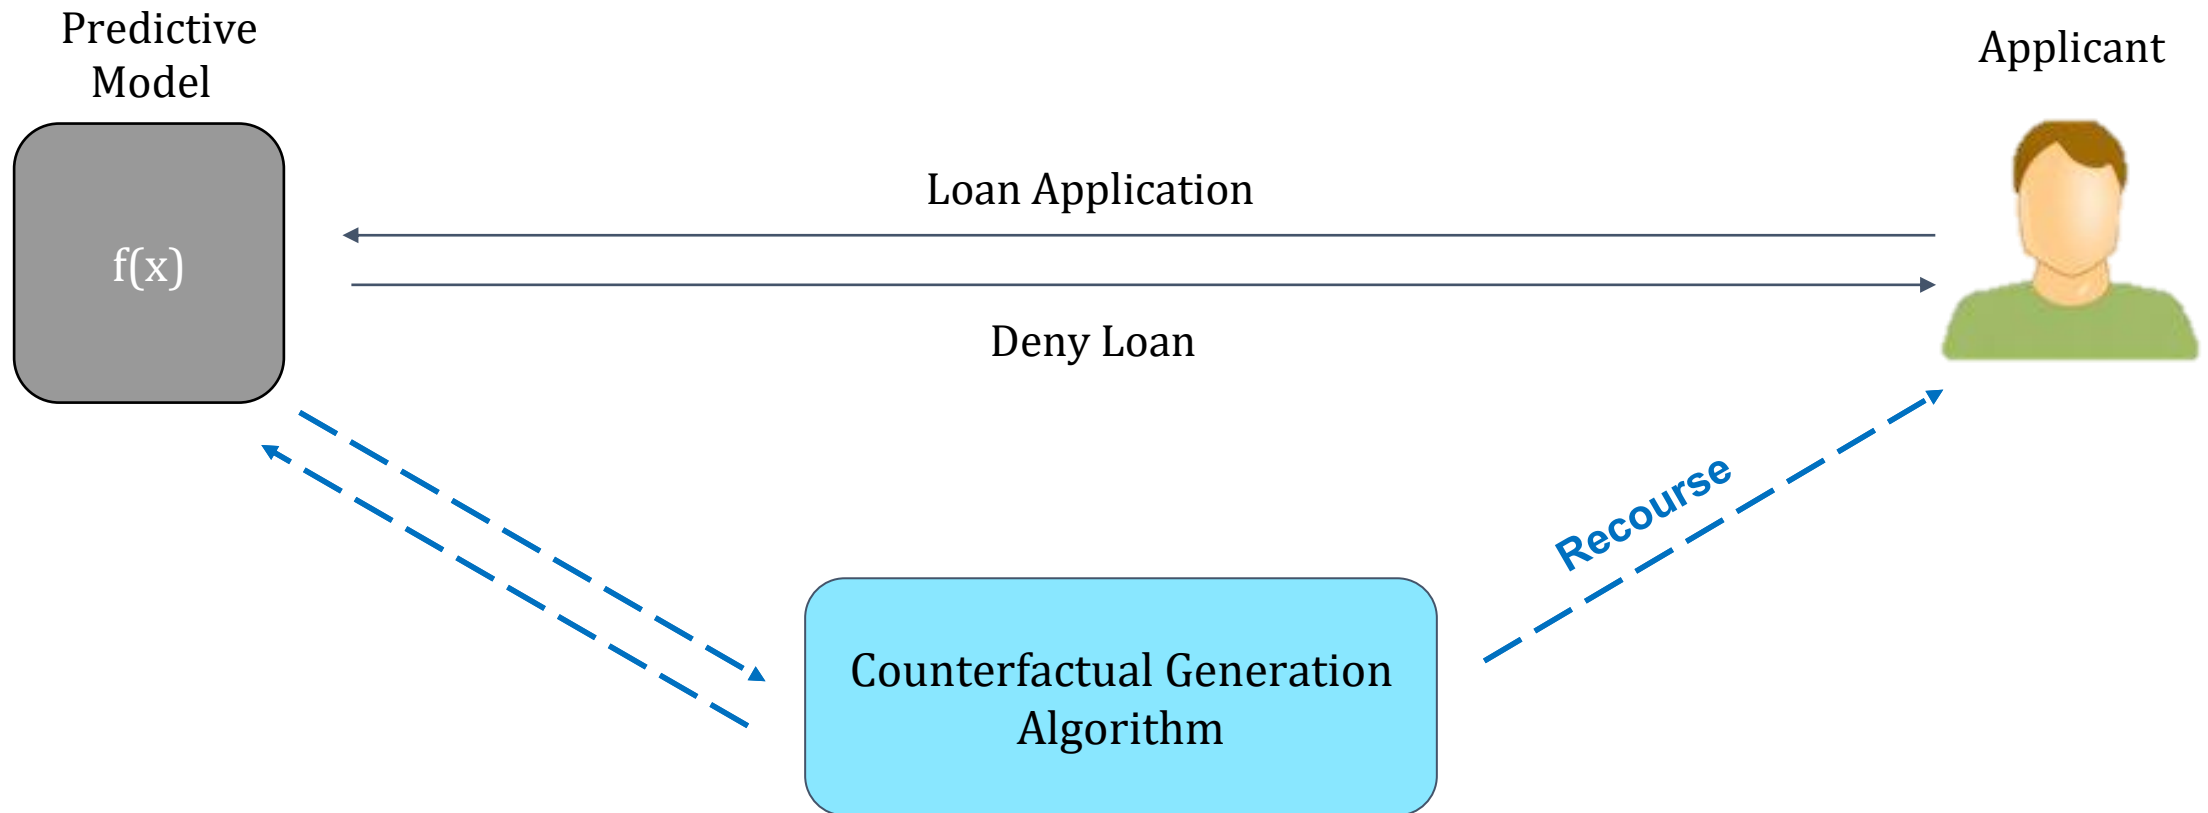 Predictive
Model
Applicant
f(x)
Loan Application
Deny Loan
Recourse
Counterfactual Generation
Algorithm